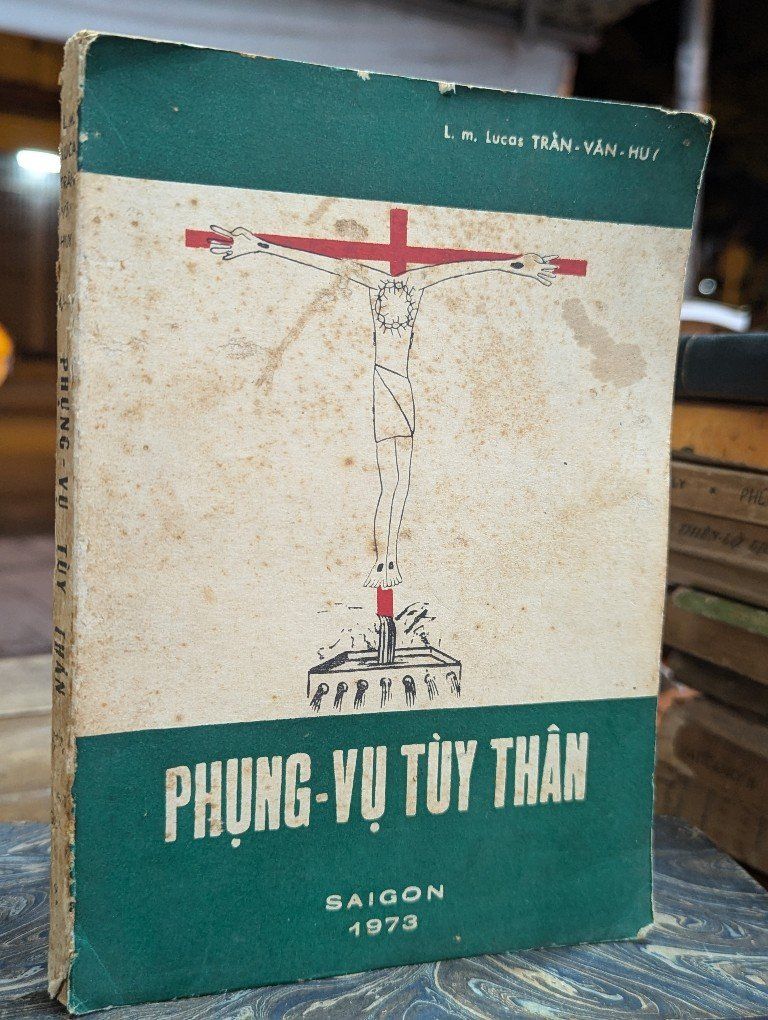 L. m. Lucas TRẦN-VĂN-HUY
PHỤNG-VỤ TÙY THÂN
SAIGON
1973
PHỤNG-VỤ TÙY THÂN